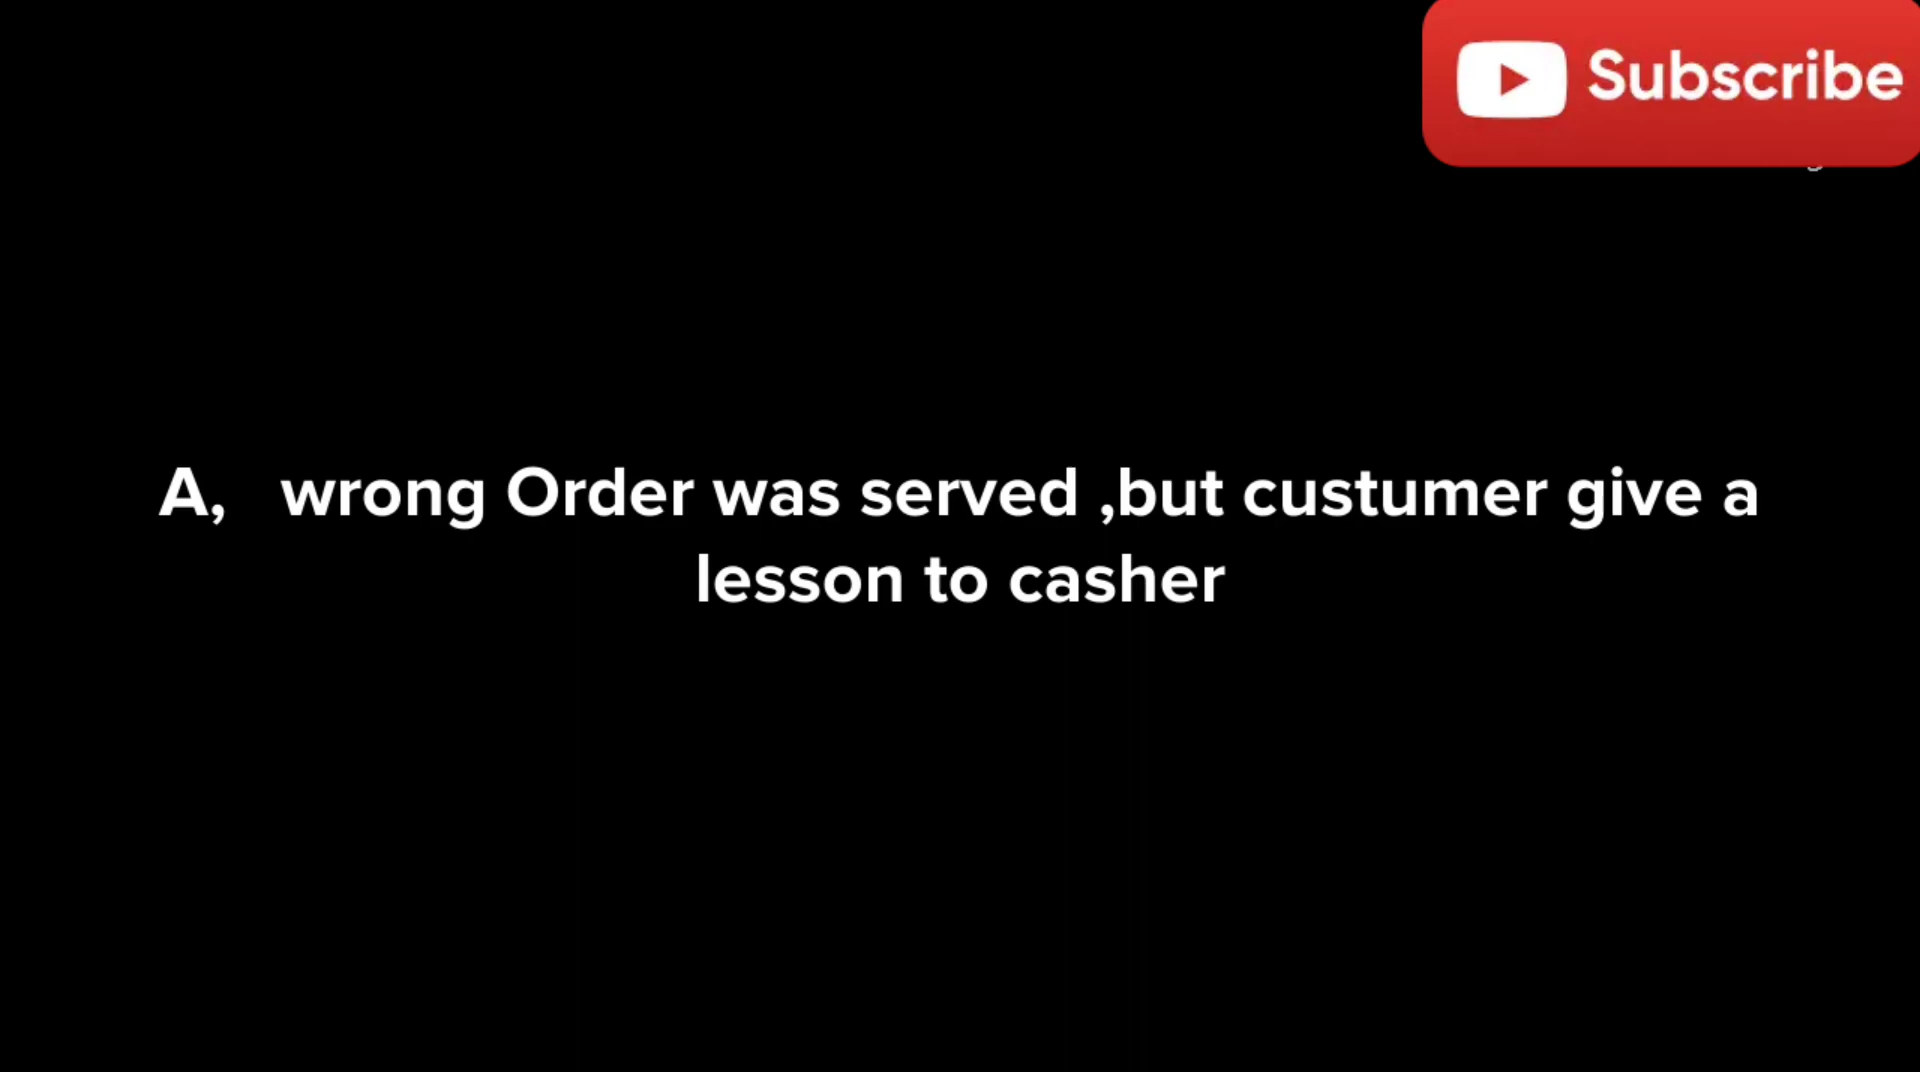 Subscribe
A, wrong Order was served ,but custumer give a
lesson to casher